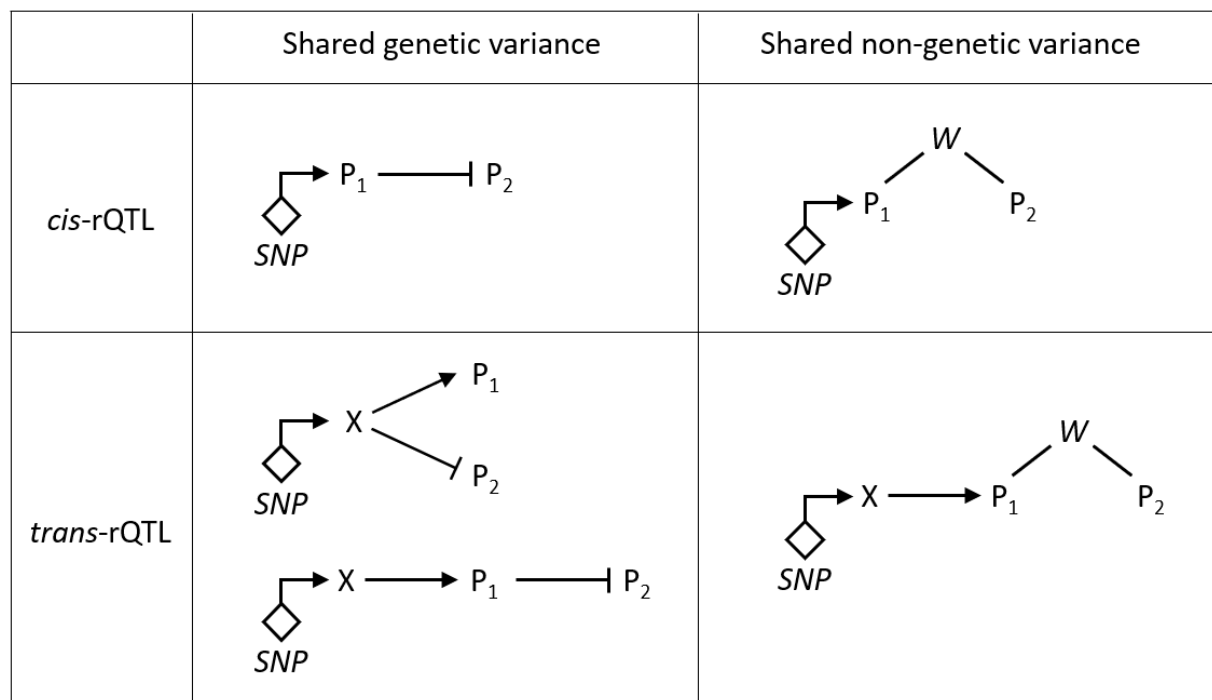 Shared genetic variance
Shared non-genetic variance
cis-rQTL
P₁ P₂
SNP
W
P₁ P₂
SNP
trans-rQTL
P₁
X
P₂
SNP
X P₁ P₂
SNP
W
X P₁ P₂
SNP